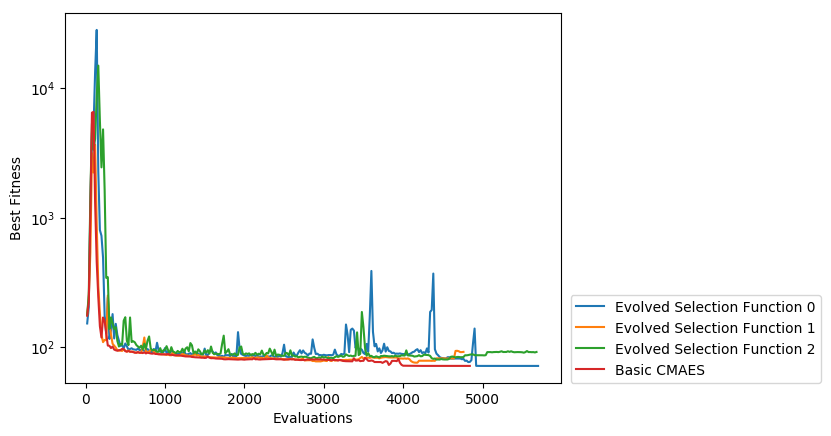 10^4
10^3
10^2
Best Fitness
0 1000 2000 3000 4000 5000
Evaluations
Evolved Selection Function 0
Evolved Selection Function 1
Evolved Selection Function 2
Basic CMAES